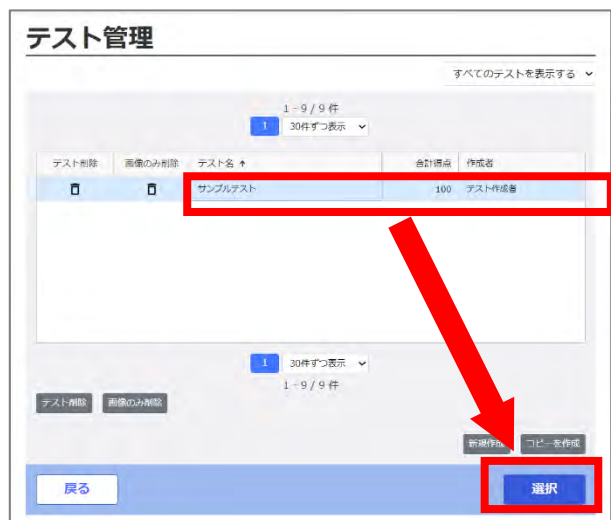 テスト管理
すべてのテストを表示する
1 - 9 / 9 件
1 30件ずつ表示
テスト削除 画像のみ削除 テスト名 ↑ 合計得点 作成者
サンプルテスト 100 テスト作成者
1 30件ずつ表示
1 - 9 / 9 件
テスト削除 画像のみ削除
新規作成 コピーを作成
戻る 選択